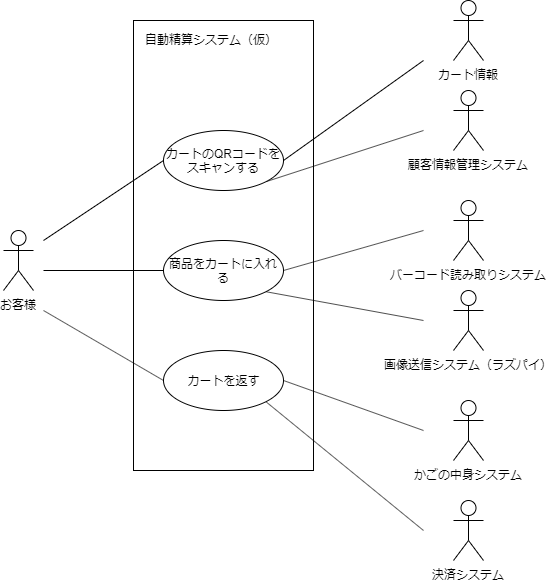 自動精算システム（仮）
カート情報
カートのQRコードを
スキャンする
顧客情報管理システム
商品をカートに入れ
る
バーコード読み取りシステム
お客様
画像送信システム（ラズパイ）
カートを返す
かごの中身システム
決済システム